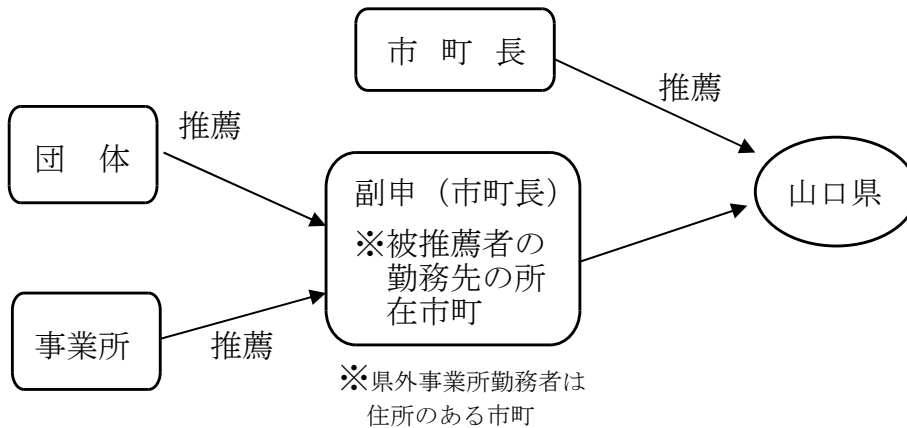 市 町 長
推薦
推薦
団 体
副申（市町長）
※被推薦者の
勤務先の所
在市町
山口県
事業所
推薦
※県外事業所勤務者は
住所のある市町